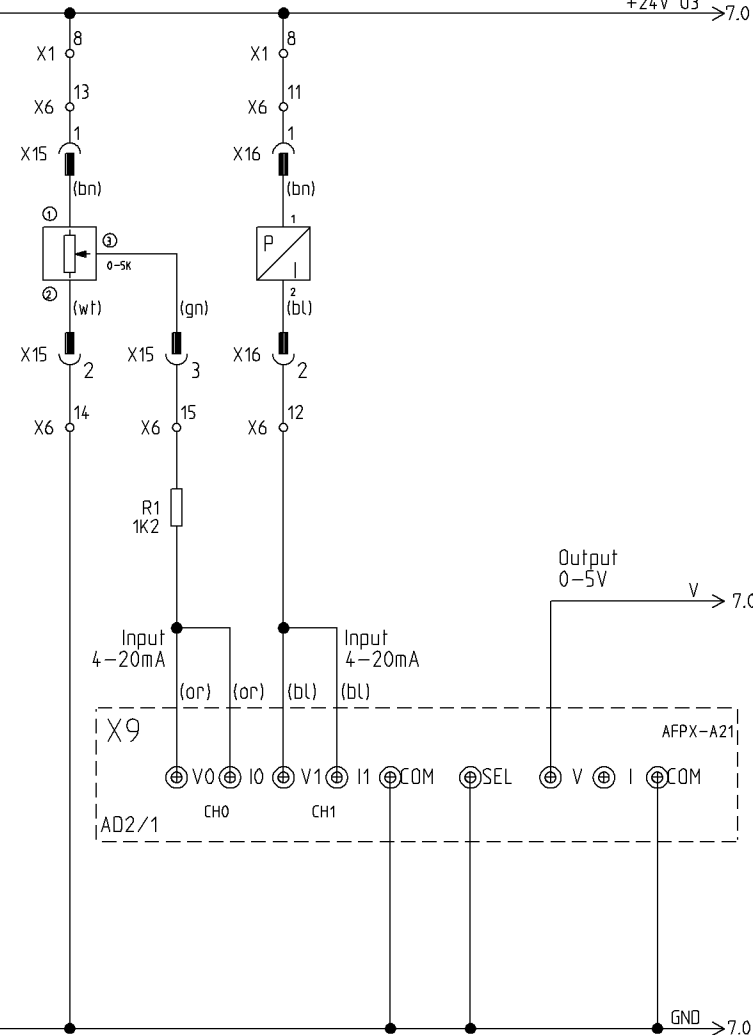 +24V 03
7.0
8
8
X1
X1
13
11
X6
X6
1
1
X15
X16
(bn)
(bn)
1
1
3
P
0-5K
I
2
2
(wt)
(gn)
(bl)
X15
2
X15
3
X16
2
14
15
12
X6
X6
X6
R1
1K2
Output
0-5V
V
7.0
Input
4-20mA
Input
4-20mA
(or)
(or)
(bl)
(bl)
X9
AFPX-A21
V0
I0
V1
I1
COM
SEL
V
I
COM
CH0
CH1
AD2/1
GND
7.0